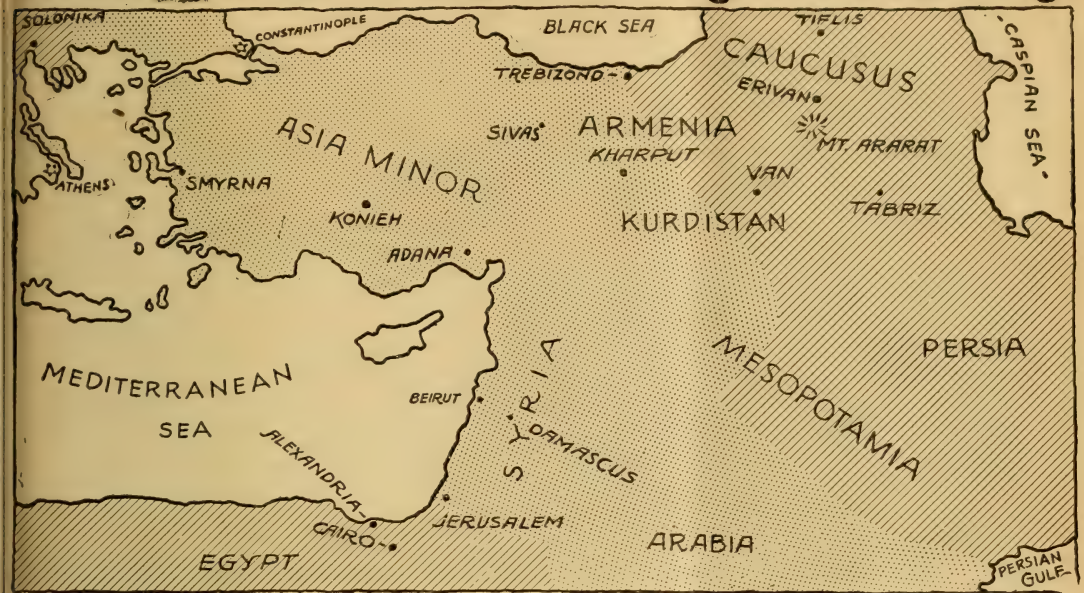 SOLONIKA
CONSTANTINOPLE
BLACK SEA
TIFLIS
CASPIAN SEA
TREBIZOND
CAUCUSUS
ERIVAN
ASIA MINOR
SIVAS
ARMENIA
MT. ARARAT
KHARPUT
ATHENS
SMYRNA
VAN
KONIEH
KURDISTAN
TABRIZ
ADANA
MESOPOTAMIA
PERSIA
MEDITERRANEAN
SEA
BEIRUT
SYRIA
DAMASCUS
ALEXANDRIA
JERUSALEM
CAIRO
ARABIA
EGYPT
PERSIAN
GULF